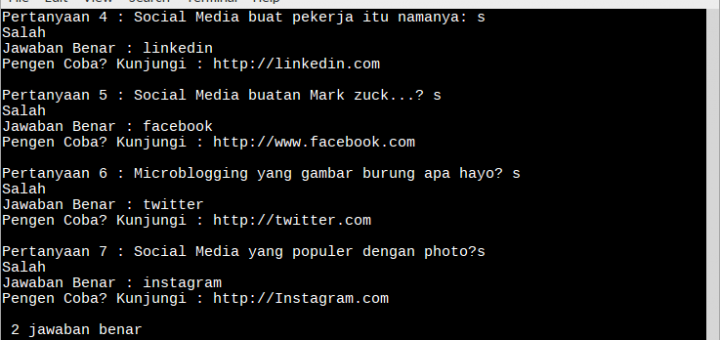 File Edit View Search Terminal Help
Pertanyaan 4 : Social Media buat pekerja itu namanya: s
Salah
Jawaban Benar : linkedin
Pengen Coba? Kunjungi : http://linkedin.com
Pertanyaan 5 : Social Media buatan Mark zuck...? s
Salah
Jawaban Benar : facebook
Pengen Coba? Kunjungi : http://www.facebook.com
Pertanyaan 6 : Microblogging yang gambar burung apa hayo? s
Salah
Jawaban Benar : twitter
Pengen Coba? Kunjungi : http://twitter.com
Pertanyaan 7 : Social Media yang populer dengan photo?s
Salah
Jawaban Benar : instagram
Pengen Coba? Kunjungi : http://Instagram.com
2 jawaban benar